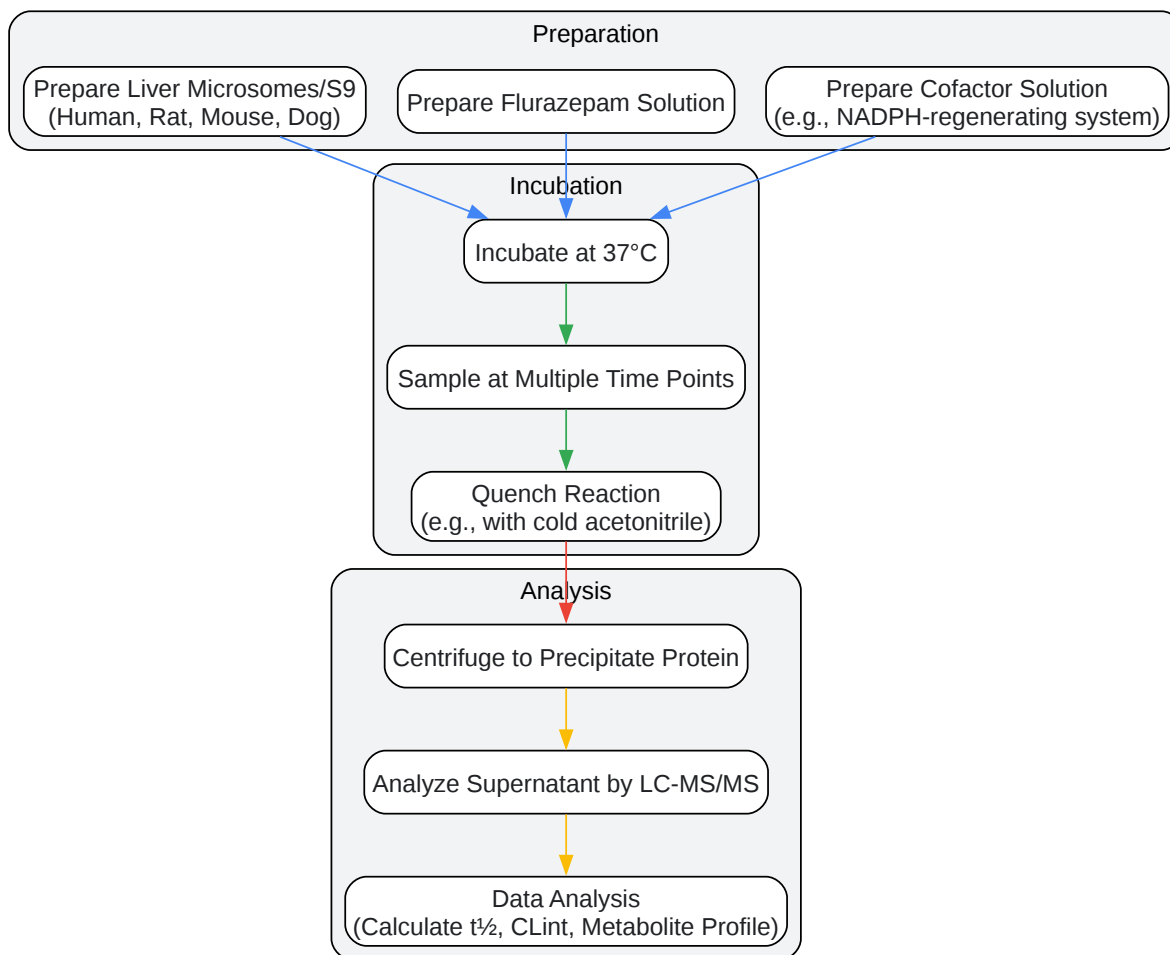 Preparation
Prepare Liver Microsomes/S9
(Human, Rat, Mouse, Dog)
Prepare Flurazepam Solution
Prepare Cofactor Solution
(e.g., NADPH-regenerating system)
Incubation
Incubate at 37°C
Sample at Multiple Time Points
Quench Reaction
(e.g., with cold acetonitrile)
Analysis
Centrifuge to Precipitate Protein
Analyze Supernatant by LC-MS/MS
Data Analysis
(Calculate t½, CLint, Metabolite Profile)